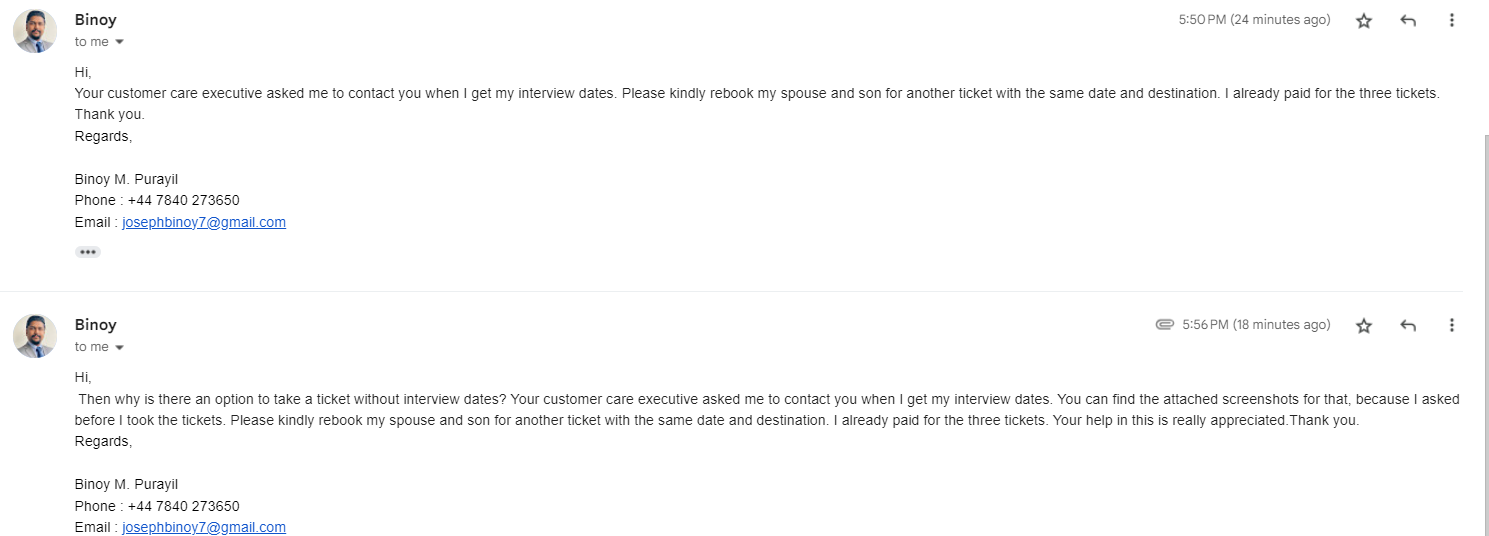 Binoy
5:50 PM (24 minutes ago)
to me
Hi,
Your customer care executive asked me to contact you when I get my interview dates. Please kindly rebook my spouse and son for another ticket with the same date and destination. I already paid for the three tickets.
Thank you.
Regards,
Binoy M. Purayil
Phone : +44 7840 273650
Email : josephbinoy7@gmail.com
Binoy
5:56 PM (18 minutes ago)
to me
Hi,
Then why is there an option to take a ticket without interview dates? Your customer care executive asked me to contact you when I get my interview dates. You can find the attached screenshots for that, because I asked
before I took the tickets. Please kindly rebook my spouse and son for another ticket with the same date and destination. I already paid for the three tickets. Your help in this is really appreciated.Thank you.
Regards,
Binoy M. Purayil
Phone : +44 7840 273650
Email : josephbinoy7@gmail.com